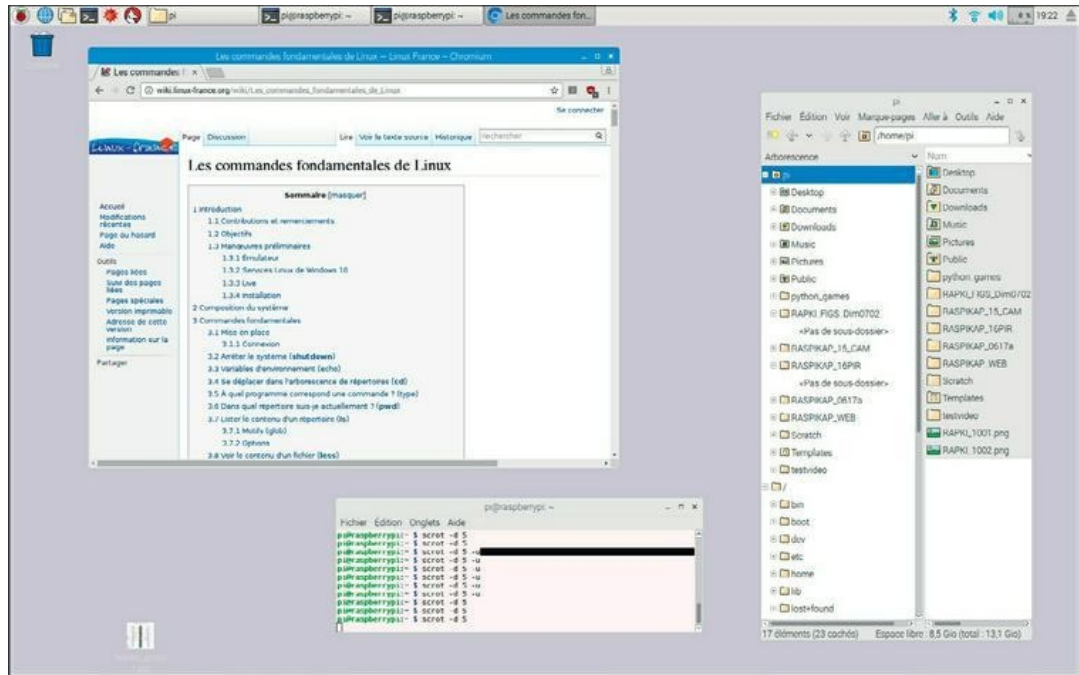 pi
pi@raspberrypi: ~
pi@raspberrypi: ~
Les commandes fon...
19:22
Les commandes fondamentales de Linux – Linux France – Chromium
Les commandes
wiki.linux-france.org/wiki/Les_commandes_fondamentales_de_Linux
Se connecter
Page Discussion Lire Voir le texte source Historique Rechercher
Linux-France
Les commandes fondamentales de Linux
Accueil
Modifications
récentes
Page au hasard
Aide
Outils
Pages liées
Suivi des pages
liées
Pages spéciales
Version imprimable
Adresse de cette
version
Information sur la
page
Partager
Sommaire [masquer]
1 Introduction
1.1 Contributions et remerciements
1.2 Objectifs
1.3 Manœuvres préliminaires
1.3.1 Émulateur
1.3.2 Services Linux de Windows 10
1.3.3 Live
1.3.4 Installation
2 Composition du système
3 Commandes fondamentales
3.1 Mise en place
3.1.1 Connexion
3.2 Arrêter le système (shutdown)
3.3 Variables d'environnement (echo)
3.4 Se déplacer dans l'arborescence de répertoires (cd)
3.5 À quel programme correspond une commande ? (type)
3.6 Dans quel répertoire suis-je actuellement ? (pwd)
3.7 Lister le contenu d'un répertoire (ls)
3.7.1 Motifs (glob)
3.7.2 Options
3.8 Voir le contenu d'un fichier (less)
pi@raspberrypi: ~
Fichier Édition Onglets Aide
pi@raspberrypi:~ $ scrot -d 5
pi@raspberrypi:~ $ scrot -d 5
pi@raspberrypi:~ $ scrot -d 5 -u
pi@raspberrypi:~ $ scrot -d 5 -u
pi@raspberrypi:~ $ scrot -d 5 -u
pi@raspberrypi:~ $ scrot -d 5 -u
pi@raspberrypi:~ $ scrot -d 5 -u
pi@raspberrypi:~ $ scrot -d 5
pi@raspberrypi:~ $ scrot -d 5
pi@raspberrypi:~ $ scrot -d 5
pi
Fichier Édition Voir Marque-pages Aller à Outils Aide
/home/pi
Arborescence
pi
Desktop
Documents
Downloads
Music
Pictures
Public
python_games
RAPKI_FIGS_Dim0702
<Pas de sous-dossier>
RASPIKAP_15_CAM
RASPIKAP_16PIR
<Pas de sous-dossier>
RASPIKAP_0617a
RASPIKAP_WEB
Scratch
Templates
testvideo
/
bin
boot
dev
etc
home
lib
lost+found
Nom
Desktop
Documents
Downloads
Music
Pictures
Public
python_games
RAPKI_FIGS_Dim0702
RASPIKAP_15_CAM
RASPIKAP_16PIR
RASPIKAP_0617a
RASPIKAP_WEB
Scratch
Templates
testvideo
RAPKI_1001.png
RAPKI_1002.png
17 éléments (23 cachés) Espace libre : 8,5 Gio (total : 13,1 Gio)